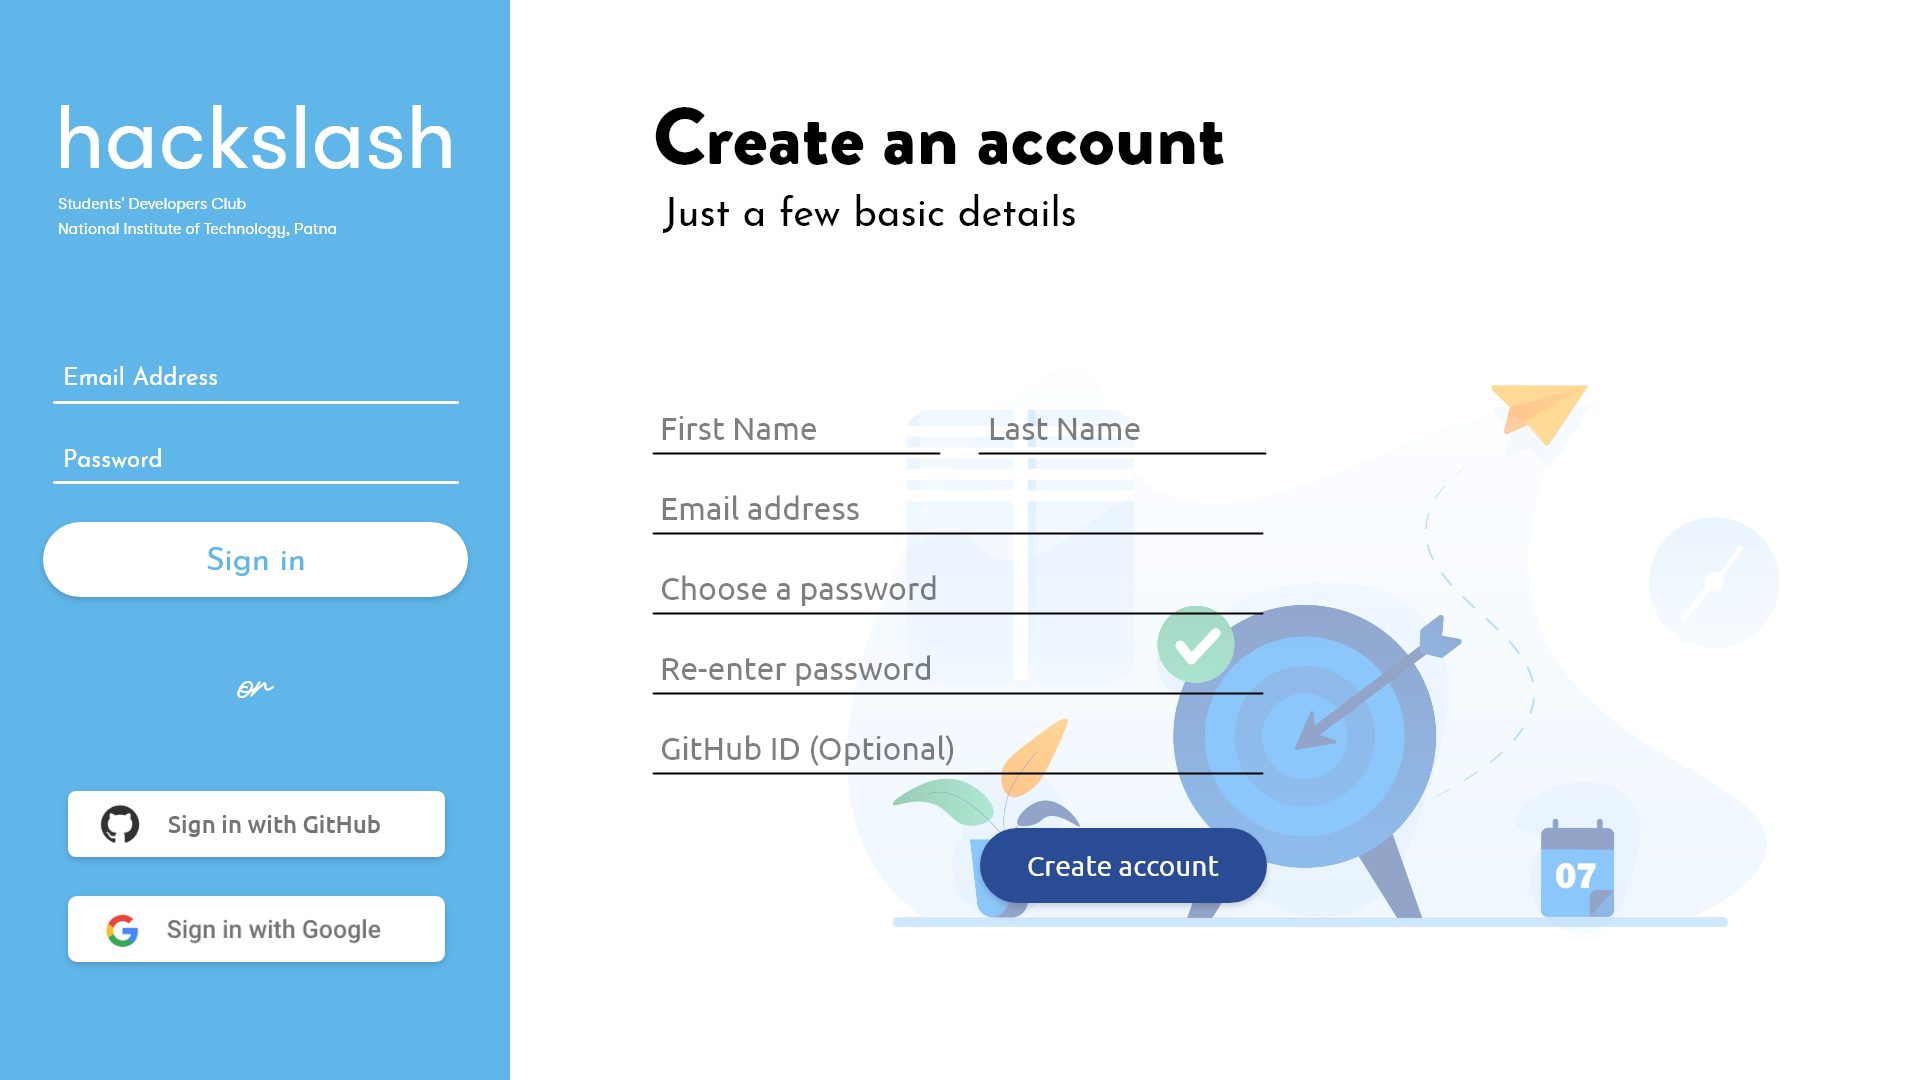 hackslash
Students' Developers Club
National Institute of Technology, Patna
Email Address
Password
Sign in
or
Sign in with GitHub
Sign in with Google
Create an account
Just a few basic details
First Name
Last Name
Email address
Choose a password
Re-enter password
GitHub ID (Optional)
Create account
07